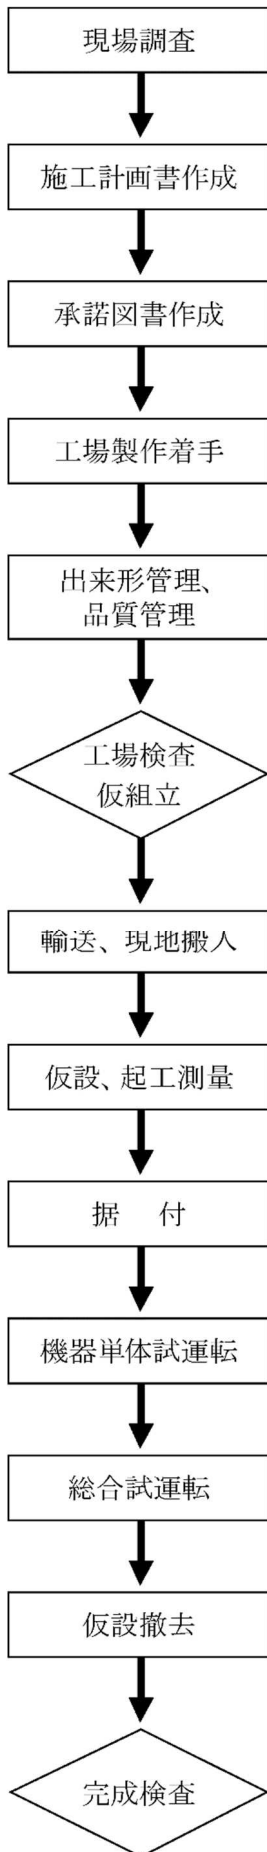 現場調査
施工計画書作成
承諾図書作成
工場製作着手
出来形管理、
品質管理
工場検査
仮組立
輸送、現地搬人
仮設、起工測量
据　付
機器単体試運転
総合試運転
仮設撤去
完成検査